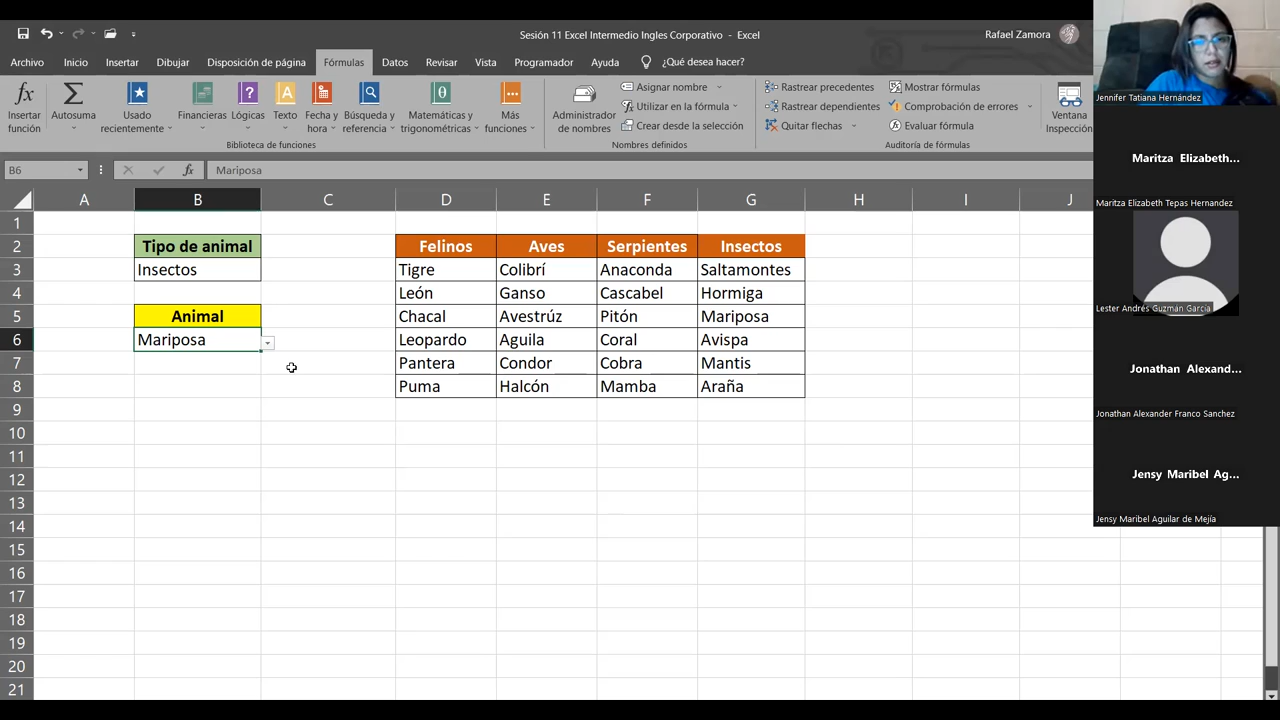 Sesión 11 Excel Intermedio Ingles Corporativo - Excel
Rafael Zamora
Archivo Inicio Insertar Dibujar Disposición de página Fórmulas Datos Revisar Vista Programador Ayuda ¿Qué desea hacer?
Insertar función
Autosuma
Usado recientemente
Financieras
Lógicas
Texto
Fecha y hora
Búsqueda y referencia
Matemáticas y trigonométricas
Más funciones
Biblioteca de funciones
Administrador de nombres
Asignar nombre
Utilizar en la fórmula
Crear desde la selección
Nombres definidos
Rastrear precedentes
Rastrear dependientes
Quitar flechas
Mostrar fórmulas
Comprobación de errores
Evaluar fórmula
Auditoría de fórmulas
Ventana Inspección
B6 fx Mariposa
A B C D E F G H I J
1
2 Tipo de animal Felinos Aves Serpientes Insectos
3 Insectos Tigre Colibrí Anaconda Saltamontes
4 León Ganso Cascabel Hormiga
5 Animal Chacal Avestrúz Pitón Mariposa
6 Mariposa Leopardo Aguila Coral Avispa
7 Pantera Condor Cobra Mantis
8 Puma Halcón Mamba Araña
9
10
11
12
13
14
15
16
17
18
19
20
21
Jennifer Tatiana Hernández
Maritza Elizabeth...
Maritza Elizabeth Tepas Hernandez
Lester Andrés Guzmán García
Jonathan Alexand...
Jonathan Alexander Franco Sanchez
Jensy Maribel Ag...
Jensy Maribel Aguilar de Mejía